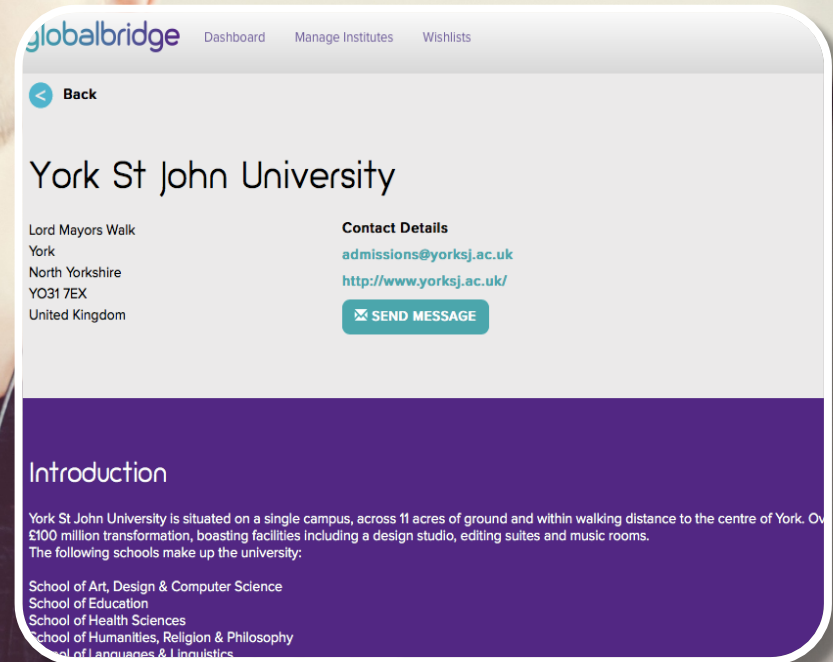 globalbridge Dashboard Manage Institutes Wishlists
< Back
York St John University
Lord Mayors Walk
York
North Yorkshire
YO31 7EX
United Kingdom
Contact Details
admissions@yorksj.ac.uk
http://www.yorksj.ac.uk/
SEND MESSAGE
Introduction
York St John University is situated on a single campus, across 11 acres of ground and within walking distance to the centre of York.
£100 million transformation, boasting facilities including a design studio, editing suites and music rooms.
The following schools make up the university:
School of Art, Design & Computer Science
School of Education
School of Health Sciences
School of Humanities, Religion & Philosophy
School of Languages & Linguistics